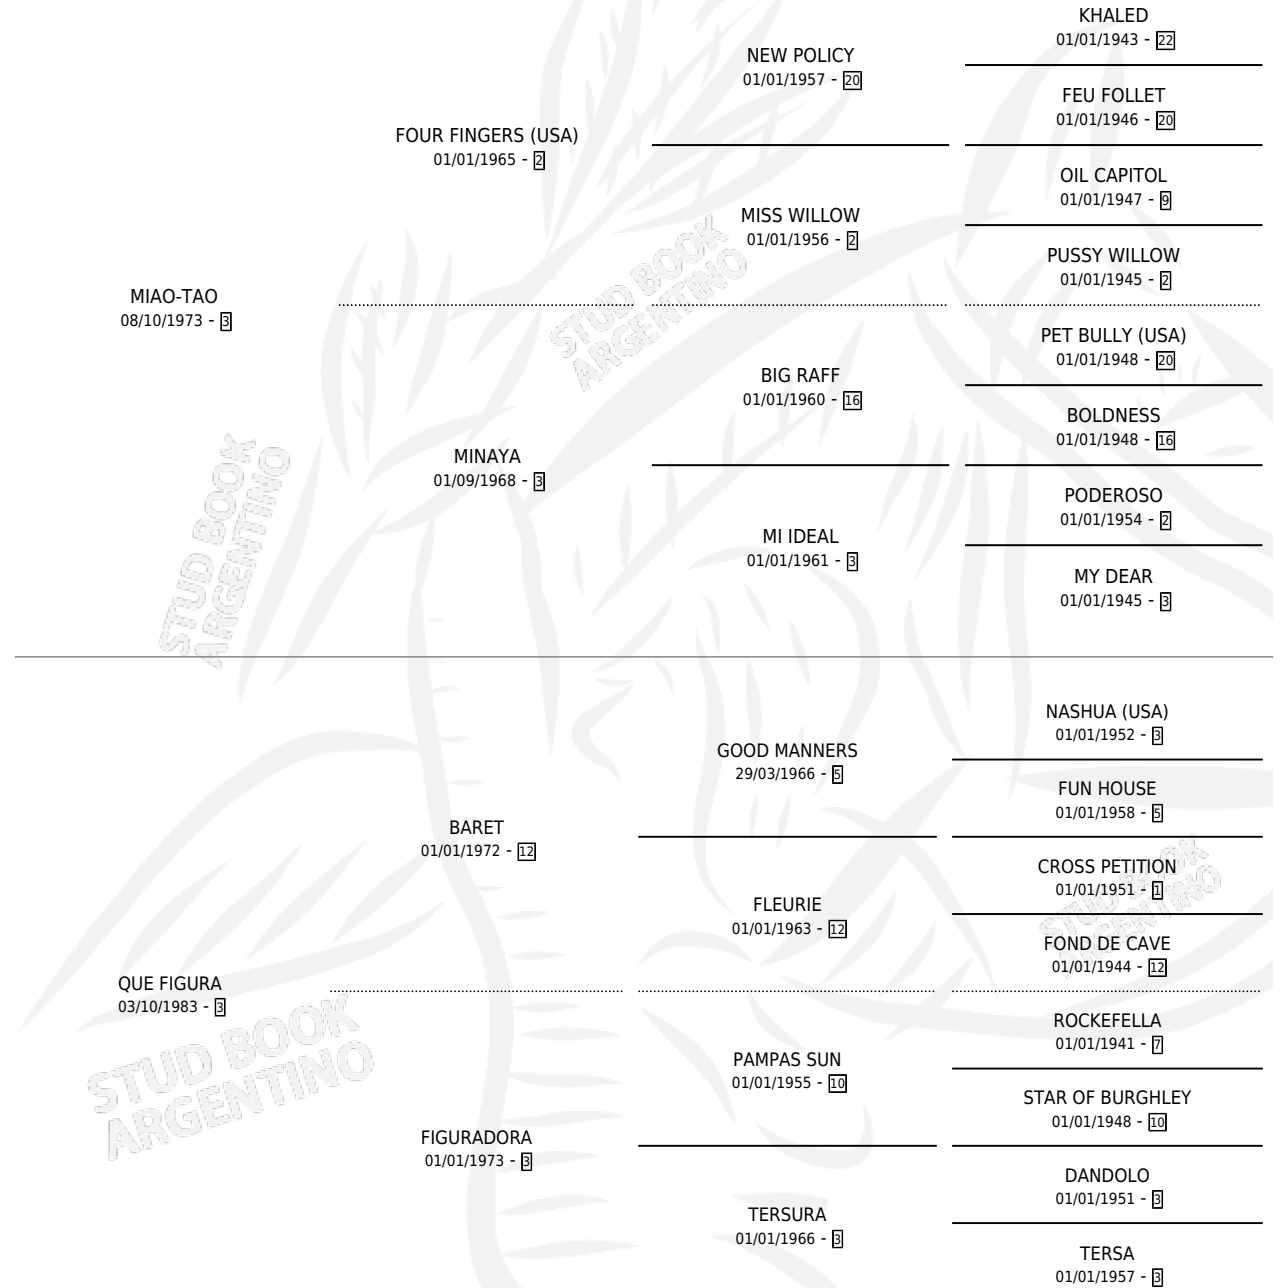 KHALED
01/01/1943 - 22
NEW POLICY
01/01/1957 - 20
FEU FOLLET
01/01/1946 - 20
FOUR FINGERS (USA)
01/01/1965 - 2
OIL CAPITOL
01/01/1947 - 9
MISS WILLOW
01/01/1956 - 2
PUSSY WILLOW
01/01/1945 - 2
MIAO-TAO
08/10/1973 - 3
PET BULLY (USA)
01/01/1948 - 20
BIG RAFF
01/01/1960 - 16
BOLDNESS
01/01/1948 - 16
MINAYA
01/09/1968 - 3
PODEROSO
01/01/1954 - 2
MI IDEAL
01/01/1961 - 3
MY DEAR
01/01/1945 - 3
NASHUA (USA)
01/01/1952 - 3
GOOD MANNERS
29/03/1966 - 5
FUN HOUSE
01/01/1958 - 5
BARET
01/01/1972 - 12
CROSS PETITION
01/01/1951 - 1
FLEURIE
01/01/1963 - 12
FOND DE CAVE
01/01/1944 - 12
QUE FIGURA
03/10/1983 - 3
ROCKEFELLA
01/01/1941 - 7
PAMPAS SUN
01/01/1955 - 10
STAR OF BURGHLEY
01/01/1948 - 10
FIGURADORA
01/01/1973 - 3
DANDOLO
01/01/1951 - 3
TERSURA
01/01/1966 - 3
TERSA
01/01/1957 - 3
STUD BOOK
ARGENTINO
STUD BOOK
ARGENTINO
STUD BOOK
ARGENTINO
STUD BOOK
ARGENTINO